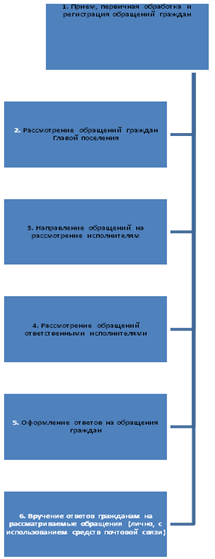 1. Прием, первичная обработка и
регистрация обращений граждан
2. Рассмотрение обращений граждан
Главой поселения
3. Направление обращений на
рассмотрение исполнителям
4. Рассмотрение обращений
ответственными исполнителями
5. Оформление ответов на обращения
граждан
6. Вручение ответов гражданам на
рассматриваемые обращения (лично, с
использованием средств почтовой связи)